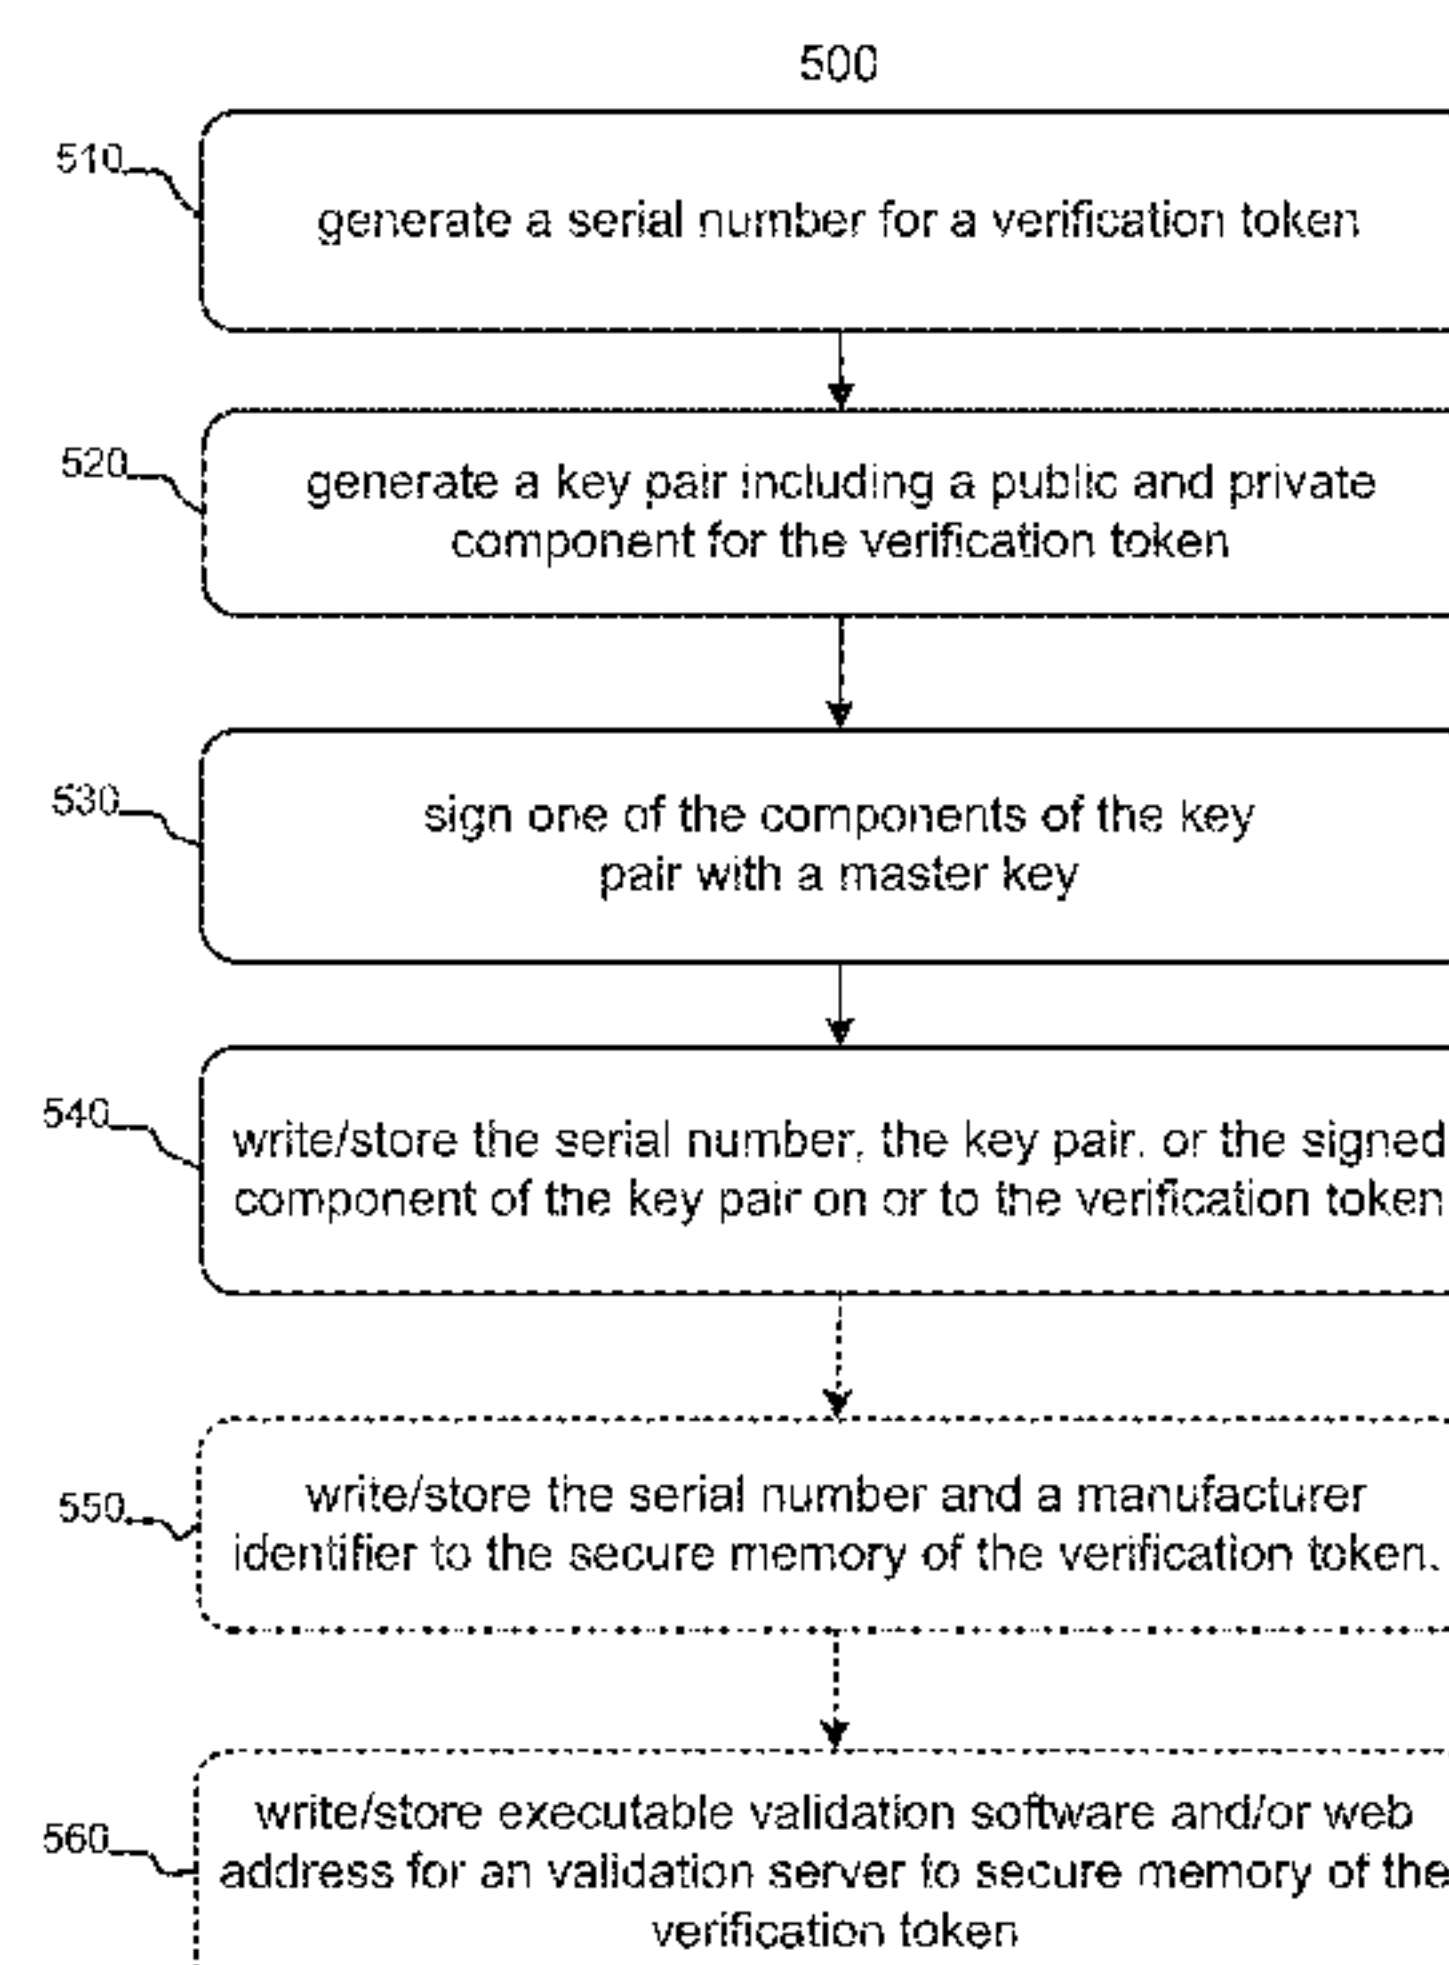 500
510
generate a serial number for a verification token
520
generate a key pair including a public and private
component for the verification token
530
sign one of the components of the key
pair with a master key
540
write/store the serial number, the key pair, or the signed
component of the key pair on or to the verification token
550
write/store the serial number and a manufacturer
identifier to the secure memory of the verification token.
560
write/store executable validation software and/or web
address for an validation server to secure memory of the
verification token